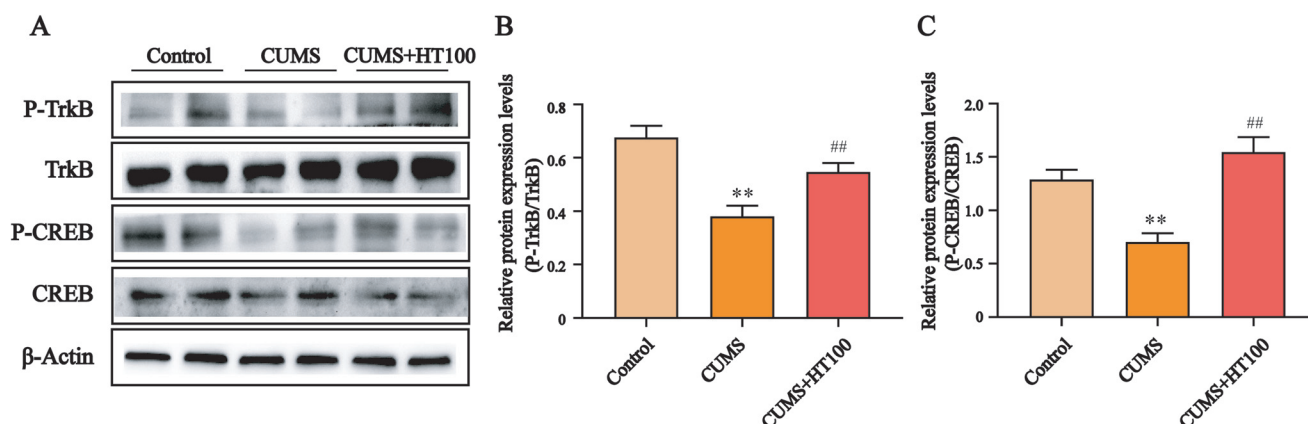 A
Control CUMS CUMS+HT100
P-TrkB
TrkB
P-CREB
CREB
β-Actin
B
Relative protein expression levels
(P-TrkB/TrkB)
0.8
0.6
0.4
0.2
0
**
##
Control
CUMS
CUMS+HT100
C
Relative protein expression levels
(P-CREB/CREB)
2.0
1.5
1.0
0.5
0
**
##
Control
CUMS
CUMS+HT100